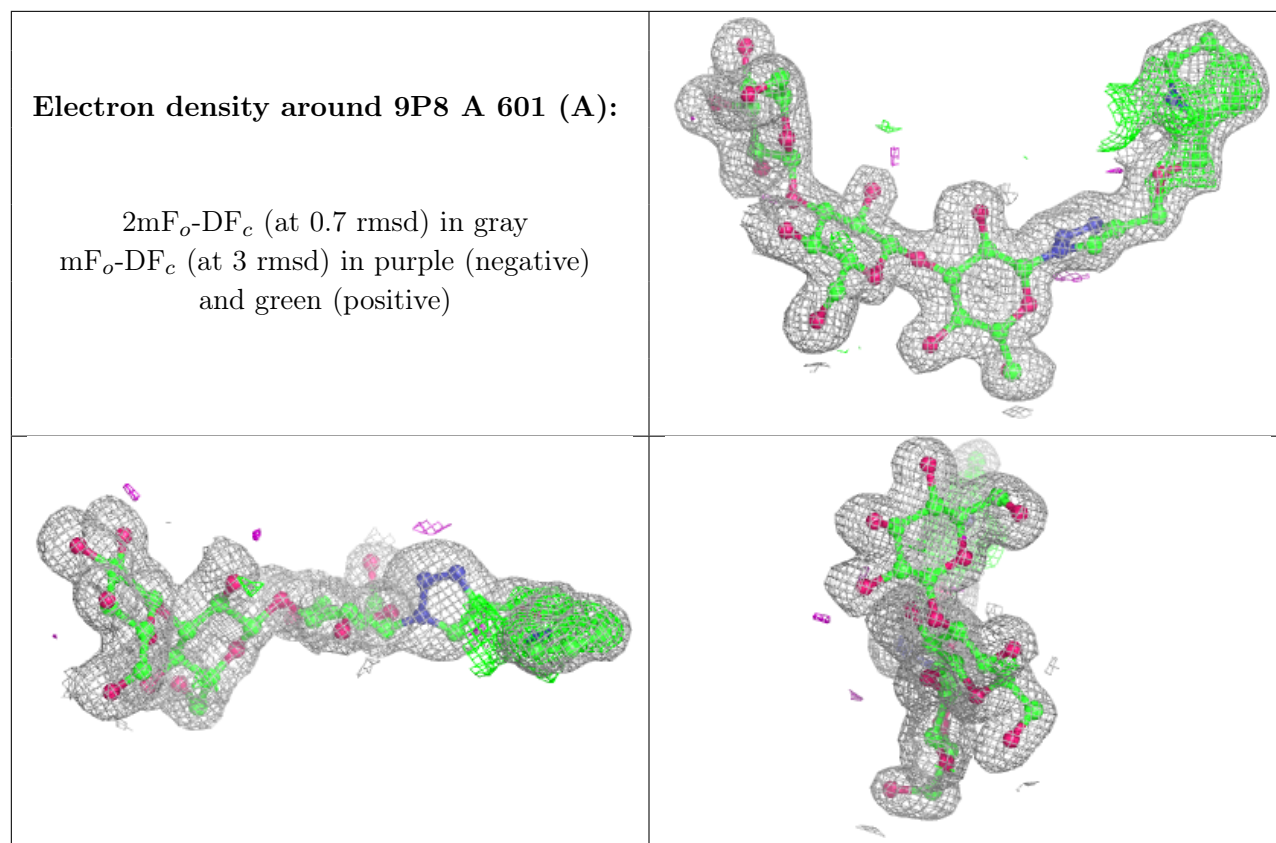 Electron density around 9P8 A 601 (A):
2mFo-DFc (at 0.7 rmsd) in gray
mFo-DFc (at 3 rmsd) in purple (negative)
and green (positive)